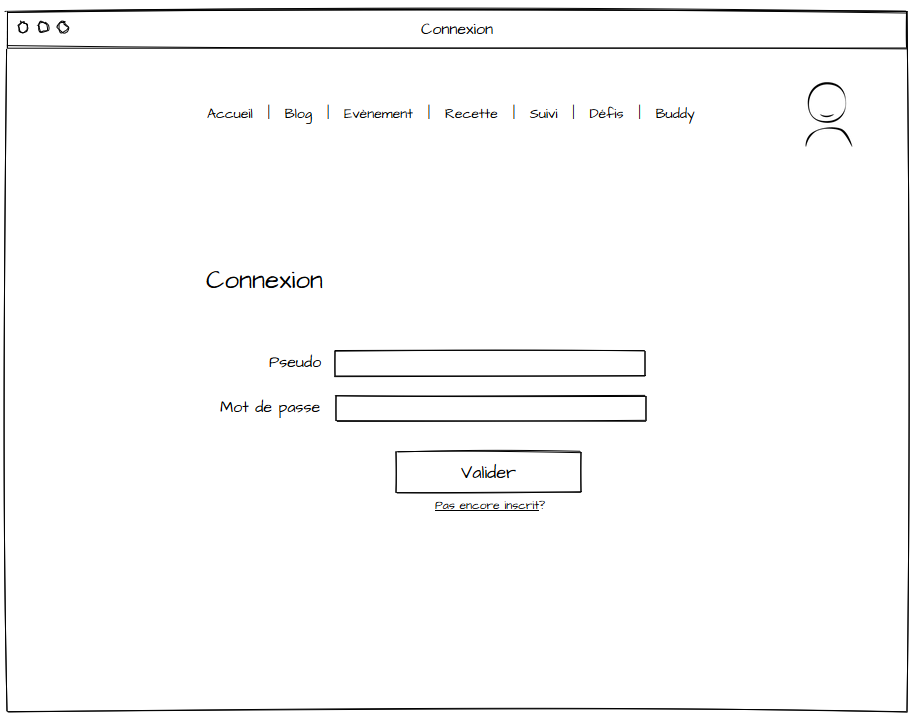 Connexion
Accueil | Blog | Evènement | Recette | Suivi | Défis | Buddy
Connexion
Pseudo
Mot de passe
Valider
Pas encore inscrit?